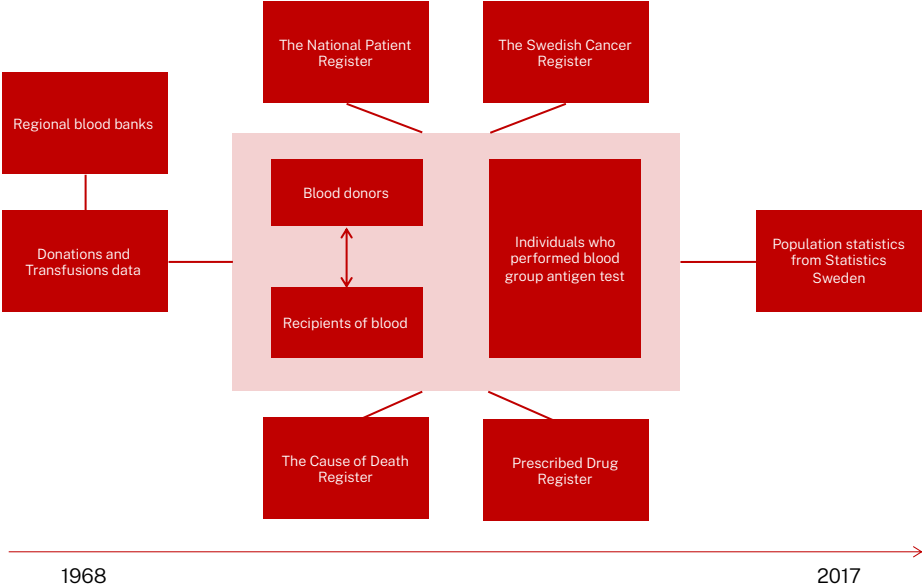 The National Patient
Register
The Swedish Cancer
Register
Regional blood banks
Blood donors
Donations and
Transfusions data
Individuals who
performed blood
group antigen test
Population statistics
from Statistics
Sweden
Recipients of blood
The Cause of Death
Register
Prescribed Drug
Register
1968
2017